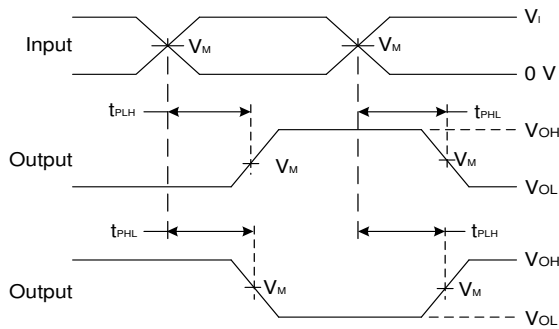 VI
Input
VM
VM
0 V
tPLH
tPHL
VOH
Output
VM
VM
VOL
tPHL
tPLH
VOH
Output
VM
VM
VOL